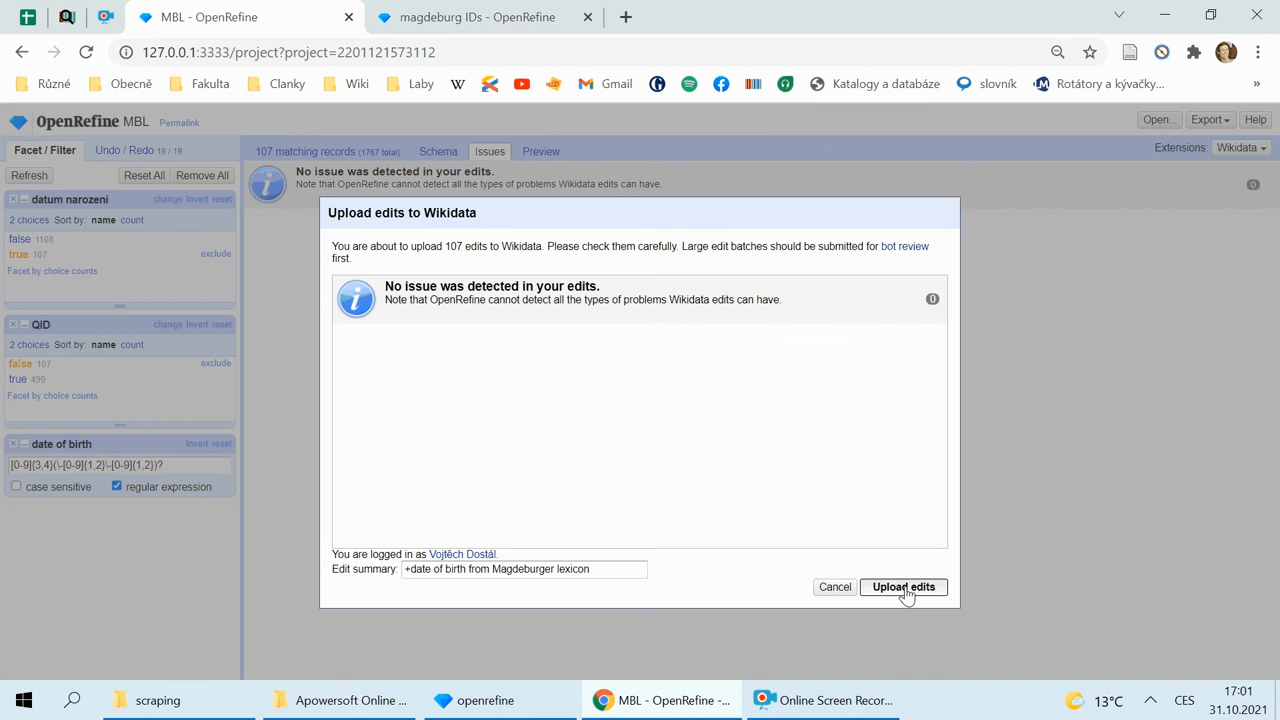 MBL - OpenRefine
magdeburg IDs - OpenRefine
127.0.0.1:3333/project?project=2201121573112
Různé
Obecně
Fakulta
Clanky
Wiki
Laby
Gmail
Katalogy a databáze
slovník
Rotátory a kývačky...
»
OpenRefine MBL Permalink
Open... Export Help
Facet / Filter Undo / Redo 19 / 19
107 matching records (1767 total) Schema Issues Preview
Extensions: Wikidata
Refresh Reset All Remove All
No issue was detected in your edits.
Note that OpenRefine cannot detect all the types of problems Wikidata edits can have.
0
datum narozeni change invert reset
2 choices Sort by: name count
false 1108
true 107 exclude
Facet by choice counts
QID change invert reset
2 choices Sort by: name count
false 107 exclude
true 499
Facet by choice counts
date of birth invert reset
[0-9]{3,4}(\-[0-9]{1,2}\-[0-9]{1,2})?
case sensitive regular expression
Upload edits to Wikidata
You are about to upload 107 edits to Wikidata. Please check them carefully. Large edit batches should be submitted for bot review
first.
No issue was detected in your edits.
Note that OpenRefine cannot detect all the types of problems Wikidata edits can have.
0
You are logged in as Vojtěch Dostál.
Edit summary: +date of birth from Magdeburger lexicon
Cancel Upload edits
scraping
Apowersoft Online ...
openrefine
MBL - OpenRefine -...
Online Screen Recor...
13°C
CES
17:01
31.10.2021